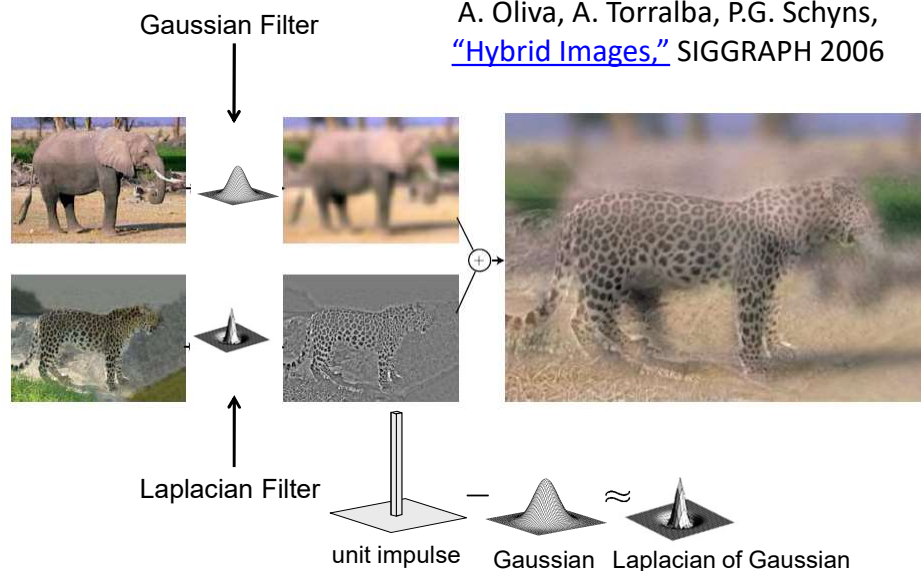 Gaussian Filter
A. Oliva, A. Torralba, P.G. Schyns,
“Hybrid Images,” SIGGRAPH 2006
Laplacian Filter
unit impulse
Gaussian
Laplacian of Gaussian